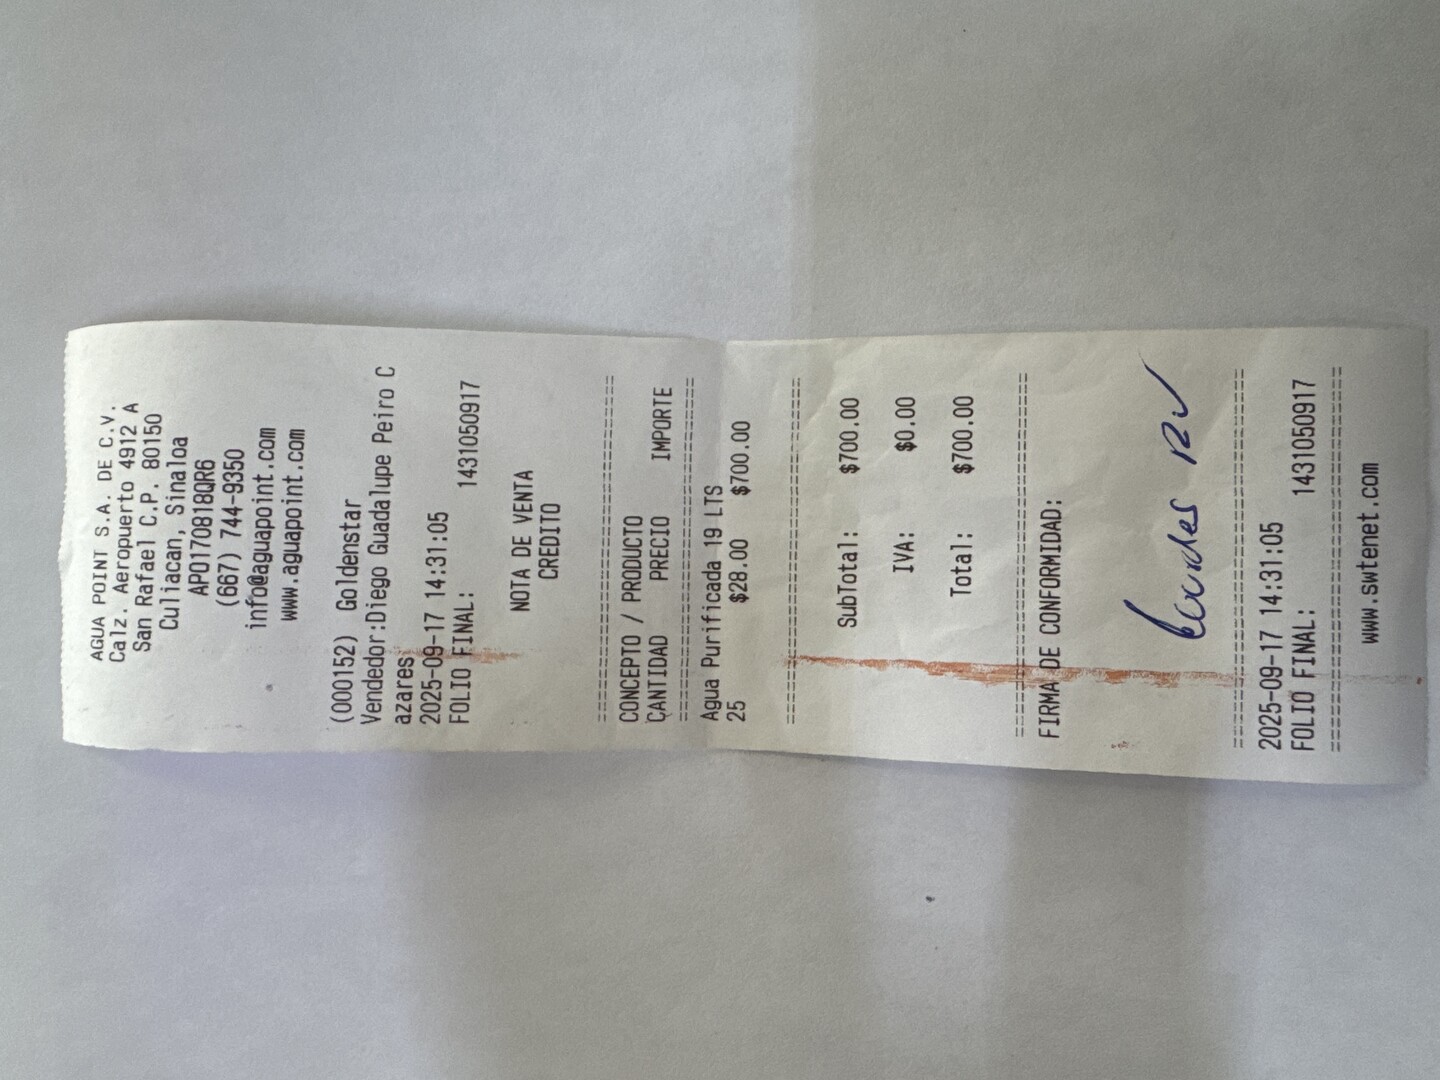 AGUA POINT S.A. DE C.V.
Calz. Aeropuerto 4912 A
San Rafael C.P. 80150
Culiacan, Sinaloa
APO170818QR6
(667) 744-9350
info@aguapoint.com
www.aguapoint.com
(000152) Goldenstar
Vendedor:Diego Guadalupe Peiro C
azares
2025-09-17 14:31:05
FOLIO FINAL: 1431050917
NOTA DE VENTA
CREDITO
================================
CONCEPTO / PRODUCTO
CANTIDAD PRECIO IMPORTE
================================
Agua Purificada 19 LTS
25 $28.00 $700.00
================================
SubTotal: $700.00
IVA: $0.00
Total: $700.00
================================
FIRMA DE CONFORMIDAD:
================================
2025-09-17 14:31:05
FOLIO FINAL: 1431050917
================================
www.swtenet.com